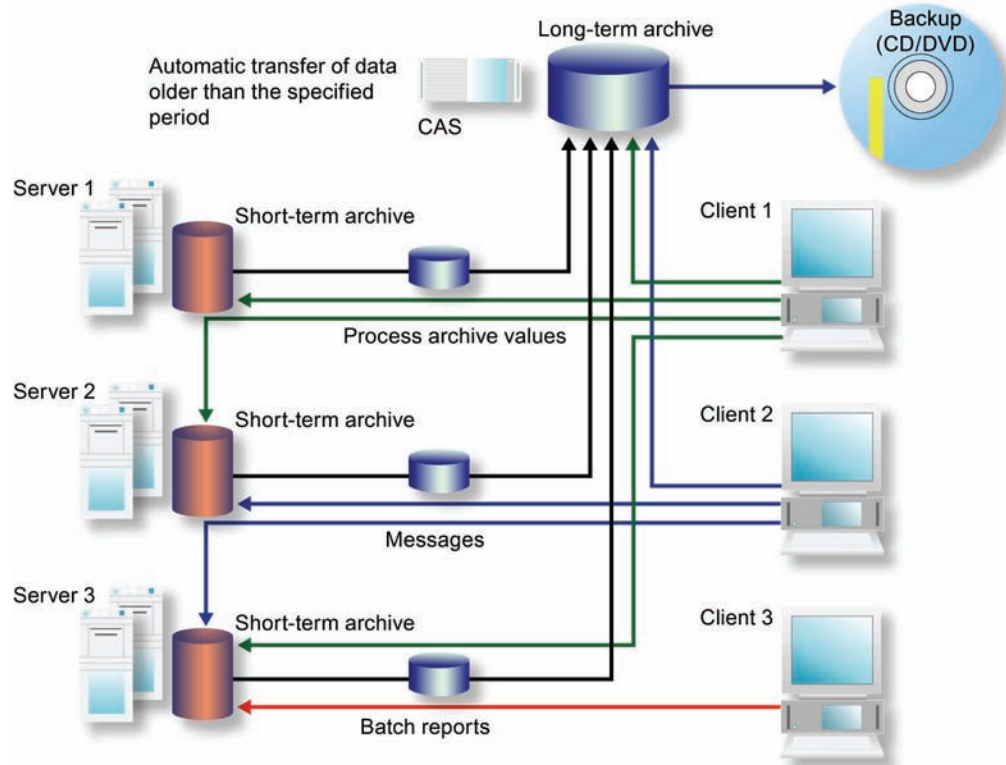 Long-term archive
Backup
(CD/DVD)
Automatic transfer of data
older than the specified
period
CAS
Server 1
Short-term archive
Client 1
Process archive values
Server 2
Short-term archive
Client 2
Messages
Server 3
Short-term archive
Client 3
Batch reports